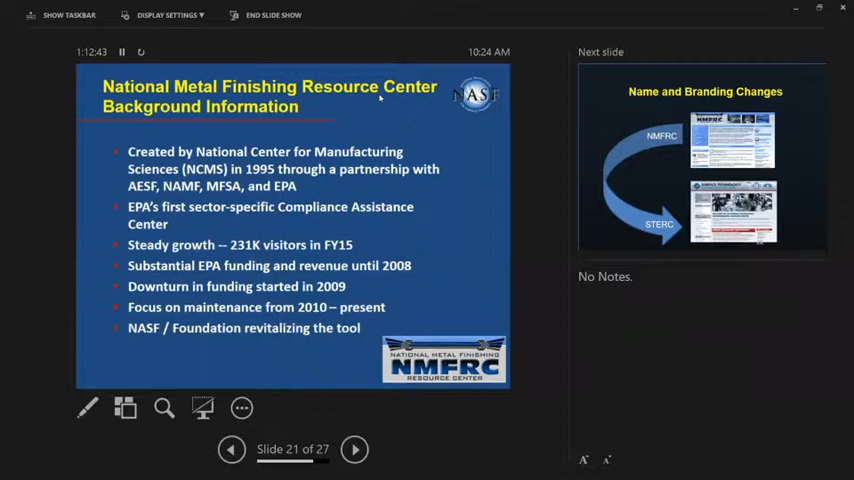 SHOW TASKBAR
DISPLAY SETTINGS ▼
END SLIDE SHOW
1:12:43
10:24 AM
National Metal Finishing Resource Center
Background Information
NASF
Created by National Center for Manufacturing
Sciences (NCMS) in 1995 through a partnership with
AESF, NAMF, MFSA, and EPA
EPA's first sector-specific Compliance Assistance
Center
Steady growth -- 231K visitors in FY15
Substantial EPA funding and revenue until 2008
Downturn in funding started in 2009
Focus on maintenance from 2010 – present
NASF / Foundation revitalizing the tool
NATIONAL METAL FINISHING
NMFRC
RESOURCE CENTER
Slide 21 of 27
Next slide
Name and Branding Changes
NMFRC
NMFRC
STERC
SURFACE TECHNOLOGY
No Notes.
A
A